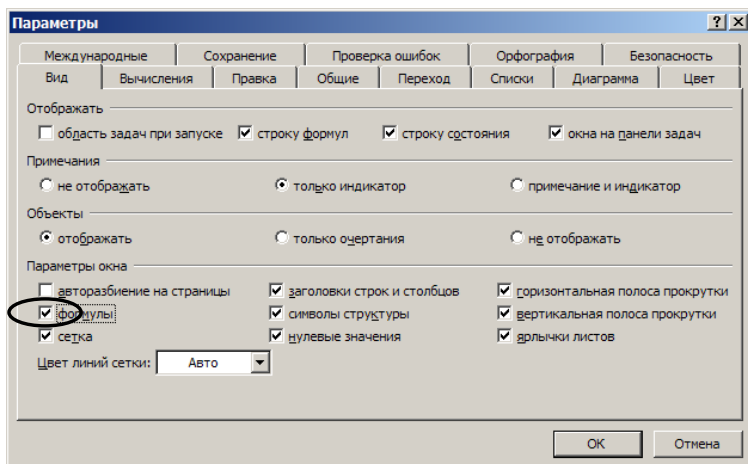 Параметры
Международные Сохранение Проверка ошибок Орфография Безопасность
Вид Вычисления Правка Общие Переход Списки Диаграмма Цвет
Отображать
область задач при запуске строку формул строку состояния окна на панели задач
Примечания
не отображать только индикатор примечание и индикатор
Объекты
отображать только очертания не отображать
Параметры окна
авторазбиение на страницы заголовки строк и столбцов горизонтальная полоса прокрутки
формулы символы структуры вертикальная полоса прокрутки
сетка нулевые значения ярлычки листов
Цвет линий сетки: Авто
ОК Отмена